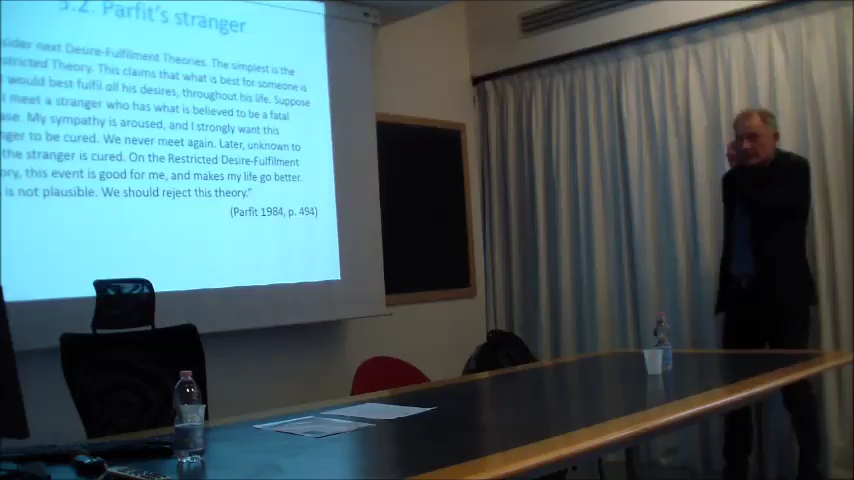 5.2. Parfit's stranger
sider next Desire-Fulfilment Theories. The simplest is the
stricted Theory. This claims that what is best for someone is
would best fulfil all his desires, throughout his life. Suppose
I meet a stranger who has what is believed to be a fatal
ase. My sympathy is aroused, and I strongly want this
nger to be cured. We never meet again. Later, unknown to
the stranger is cured. On the Restricted Desire-Fulfilment
ory, this event is good for me, and makes my life go better.
is not plausible. We should reject this theory."
(Parfit 1984, p. 494)